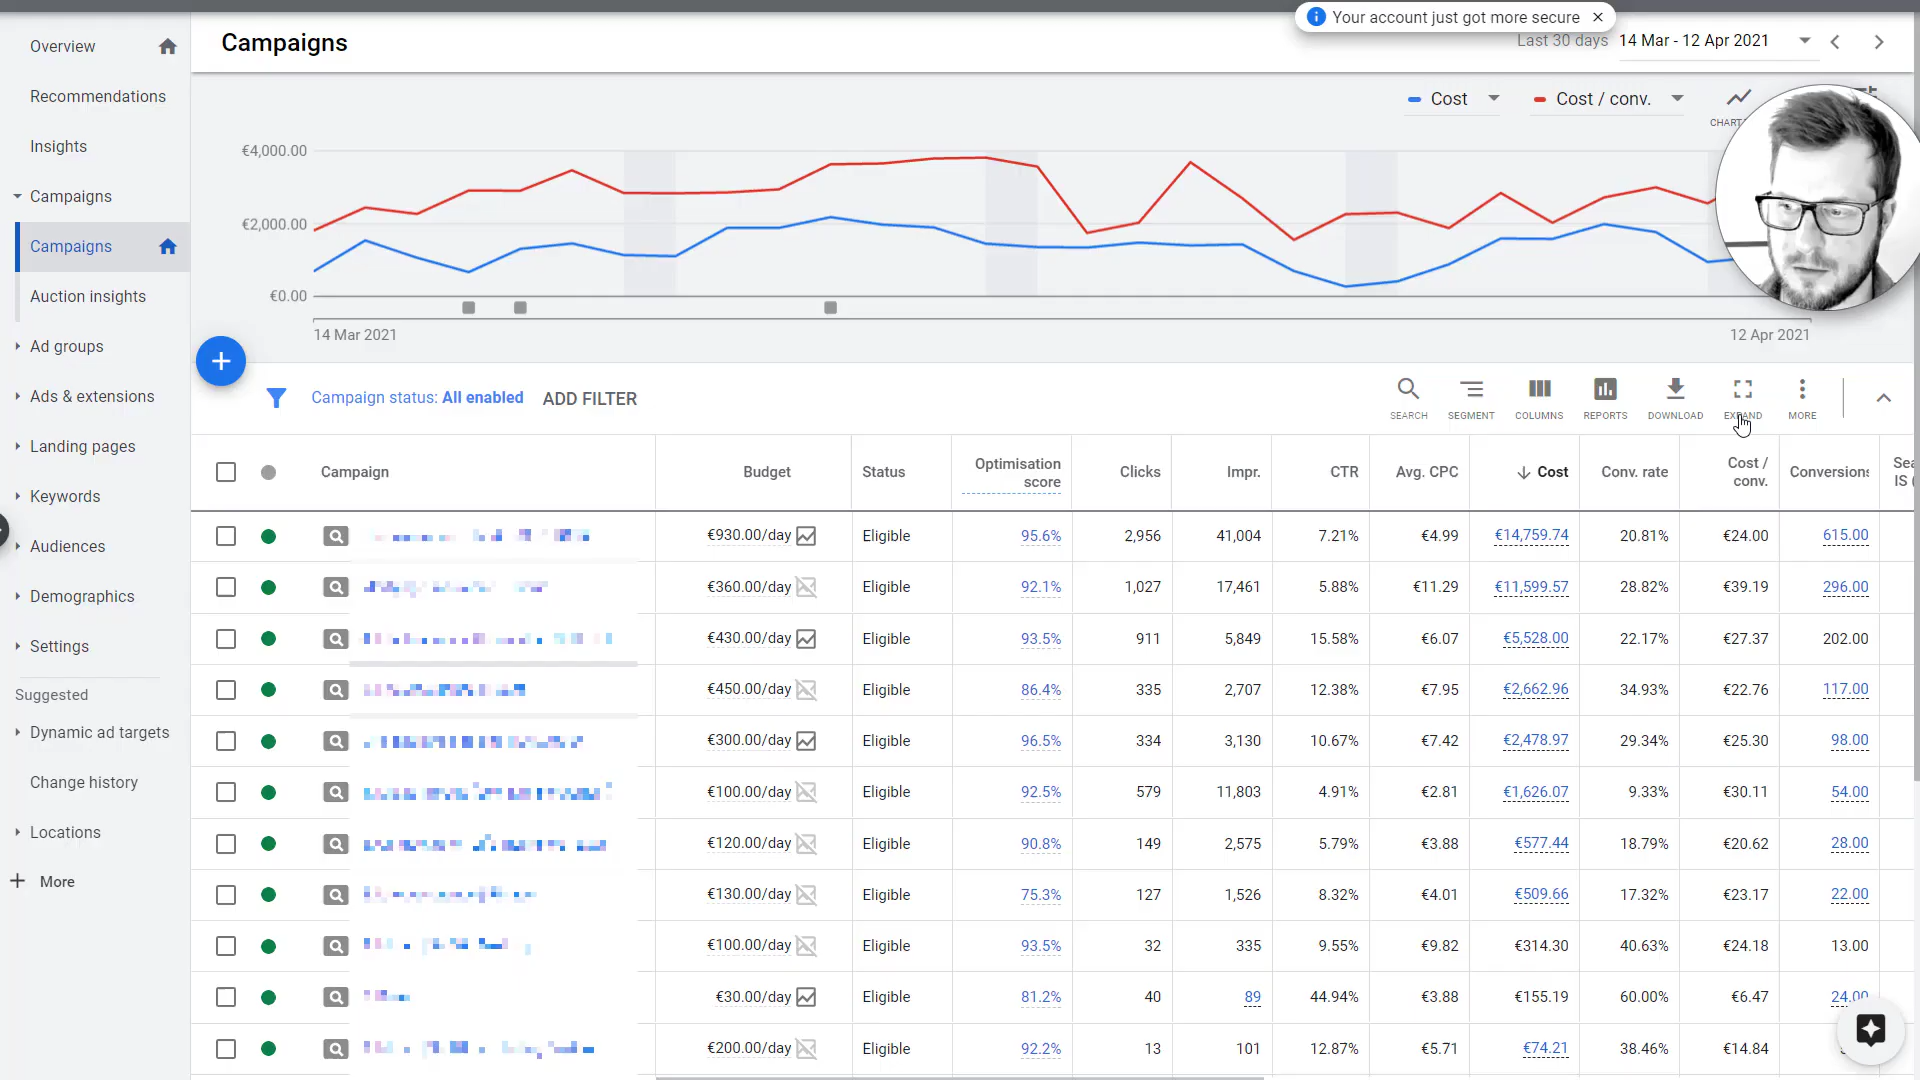 Your account just got more secure
Overview
Campaigns
Last 30 days 14 Mar - 12 Apr 2021
Recommendations
Cost
Cost / conv.
CHART
Insights
Campaigns
Campaigns
Auction insights
Ad groups
Ads & extensions
Landing pages
Keywords
Audiences
Demographics
Settings
Suggested
Dynamic ad targets
Change history
Locations
More
€4,000.00
€2,000.00
€0.00
14 Mar 2021
12 Apr 2021
Campaign status: All enabled
ADD FILTER
SEARCH
SEGMENT
COLUMNS
REPORTS
DOWNLOAD
EXPAND
MORE
Campaign Budget Status Optimisation score Clicks Impr. CTR Avg. CPC Cost Conv. rate Cost / conv. Conversions
€930.00/day Eligible 95.6% 2,956 41,004 7.21% €4.99 €14,759.74 20.81% €24.00 615.00
€360.00/day Eligible 92.1% 1,027 17,461 5.88% €11.29 €11,599.57 28.82% €39.19 296.00
€430.00/day Eligible 93.5% 911 5,849 15.58% €6.07 €5,528.00 22.17% €27.37 202.00
€450.00/day Eligible 86.4% 335 2,707 12.38% €7.95 €2,662.96 34.93% €22.76 117.00
€300.00/day Eligible 96.5% 334 3,130 10.67% €7.42 €2,478.97 29.34% €25.30 98.00
€100.00/day Eligible 92.5% 579 11,803 4.91% €2.81 €1,626.07 9.33% €30.11 54.00
€120.00/day Eligible 90.8% 149 2,575 5.79% €3.88 €577.44 18.79% €20.62 28.00
€130.00/day Eligible 75.3% 127 1,526 8.32% €4.01 €509.66 17.32% €23.17 22.00
€100.00/day Eligible 93.5% 32 335 9.55% €9.82 €314.30 40.63% €24.18 13.00
€30.00/day Eligible 81.2% 40 89 44.94% €3.88 €155.19 60.00% €6.47 24.00
€200.00/day Eligible 92.2% 13 101 12.87% €5.71 €74.21 38.46% €14.84